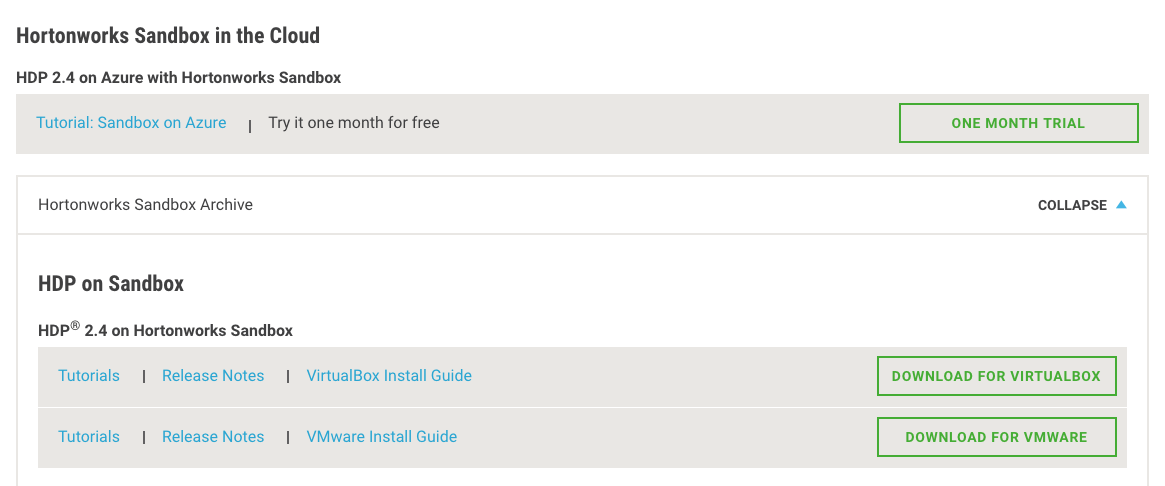 Hortonworks Sandbox in the Cloud
HDP 2.4 on Azure with Hortonworks Sandbox
Tutorial: Sandbox on Azure | Try it one month for free ONE MONTH TRIAL
Hortonworks Sandbox Archive COLLAPSE
HDP on Sandbox
HDP® 2.4 on Hortonworks Sandbox
Tutorials | Release Notes | VirtualBox Install Guide DOWNLOAD FOR VIRTUALBOX
Tutorials | Release Notes | VMware Install Guide DOWNLOAD FOR VMWARE